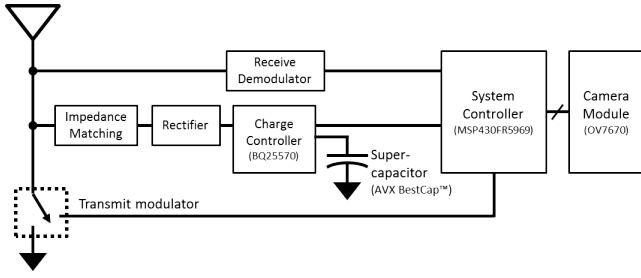 Receive
Demodulator
Impedance
Matching
Rectifier
Charge
Controller
(BQ25570)
Super-
capacitor
(AVX BestCap™)
System
Controller
(MSP430FR5969)
Camera
Module
(OV7670)
Transmit modulator